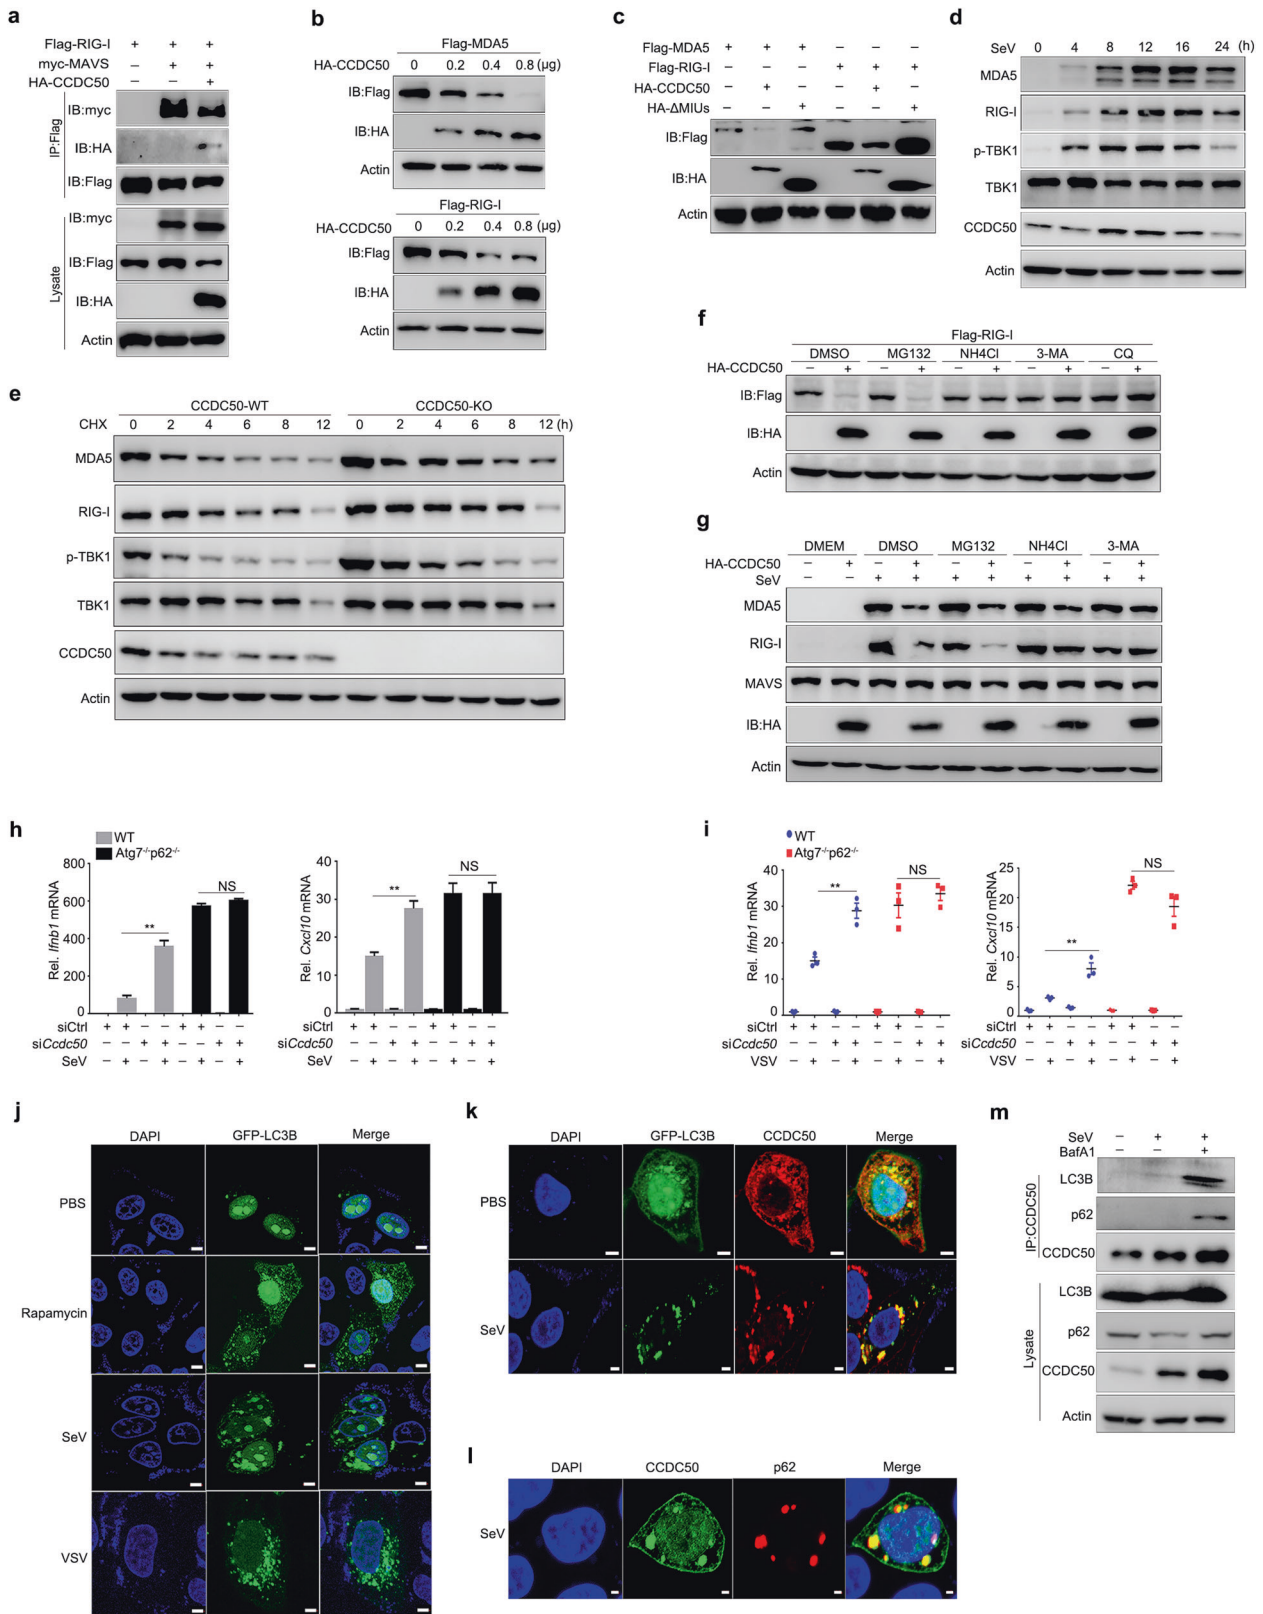 a
Flag-RIG-I + + +
myc-MAVS – + +
HA-CCDC50 – – +
IP:Flag
IB:myc
IB:HA
IB:Flag
Lysate
IB:myc
IB:Flag
IB:HA
Actin
b
Flag-MDA5
HA-CCDC50 0 0.2 0.4 0.8 (µg)
IB:Flag
IB:HA
Actin
Flag-RIG-I
HA-CCDC50 0 0.2 0.4 0.8 (µg)
IB:Flag
IB:HA
Actin
c
Flag-MDA5 + + + – – –
Flag-RIG-I – – – + + +
HA-CCDC50 – + – – + –
HA-ΔMIUs – – + – – +
IB:Flag
IB:HA
Actin
d
SeV 0 4 8 12 16 24 (h)
MDA5
RIG-I
p-TBK1
TBK1
CCDC50
Actin
e
CCDC50-WT CCDC50-KO
CHX 0 2 4 6 8 12 0 2 4 6 8 12 (h)
MDA5
RIG-I
p-TBK1
TBK1
CCDC50
Actin
f
Flag-RIG-I
DMSO MG132 NH4Cl 3-MA CQ
HA-CCDC50 – + – + – + – + – +
IB:Flag
IB:HA
Actin
g
DMEM DMSO MG132 NH4Cl 3-MA
HA-CCDC50 – + – + – + – + – +
SeV – – + + + + + + + +
MDA5
RIG-I
MAVS
IB:HA
Actin
h
WT
Atg7-/-p62-/-
Rel. Ifnb1 mRNA
800
600
400
200
0
**
NS
siCtrl + + – – + + – –
siCcdc50 – – + + – – + +
SeV – + – + – + – +
Rel. Cxcl10 mRNA
40
30
20
10
0
**
NS
siCtrl + + – – + + – –
siCcdc50 – – + + – – + +
SeV – + – + – + – +
i
WT
Atg7-/-p62-/-
Rel. Ifnb1 mRNA
40
30
20
10
0
**
NS
siCtrl + + – – + + – –
siCcdc50 – – + + – – + +
VSV – + – + – + – +
Rel. Cxcl10 mRNA
25
20
15
10
5
0
**
NS
siCtrl + + – – + + – –
siCcdc50 – – + + – – + +
VSV – + – + – + – +
j
DAPI GFP-LC3B Merge
PBS
Rapamycin
SeV
VSV
k
DAPI GFP-LC3B CCDC50 Merge
PBS
SeV
l
DAPI CCDC50 p62 Merge
SeV
m
SeV – + +
BafA1 – – +
IP:CCDC50
LC3B
p62
CCDC50
Lysate
LC3B
p62
CCDC50
Actin